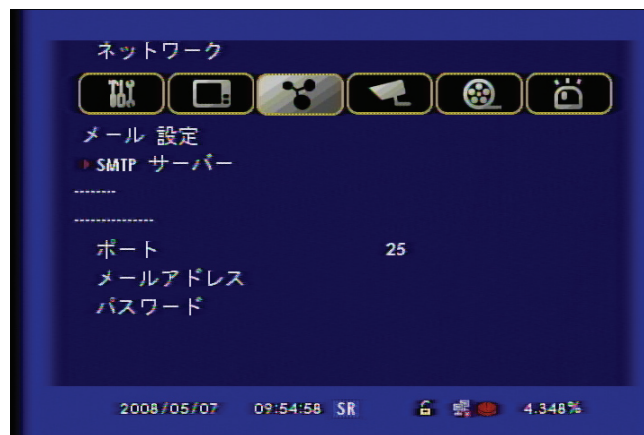 ネットワーク
メール 設定
SMTP サーバー
--------
---------------
ポート 25
メールアドレス
パスワード
2008/05/07 09:54:58 SR 4.348%